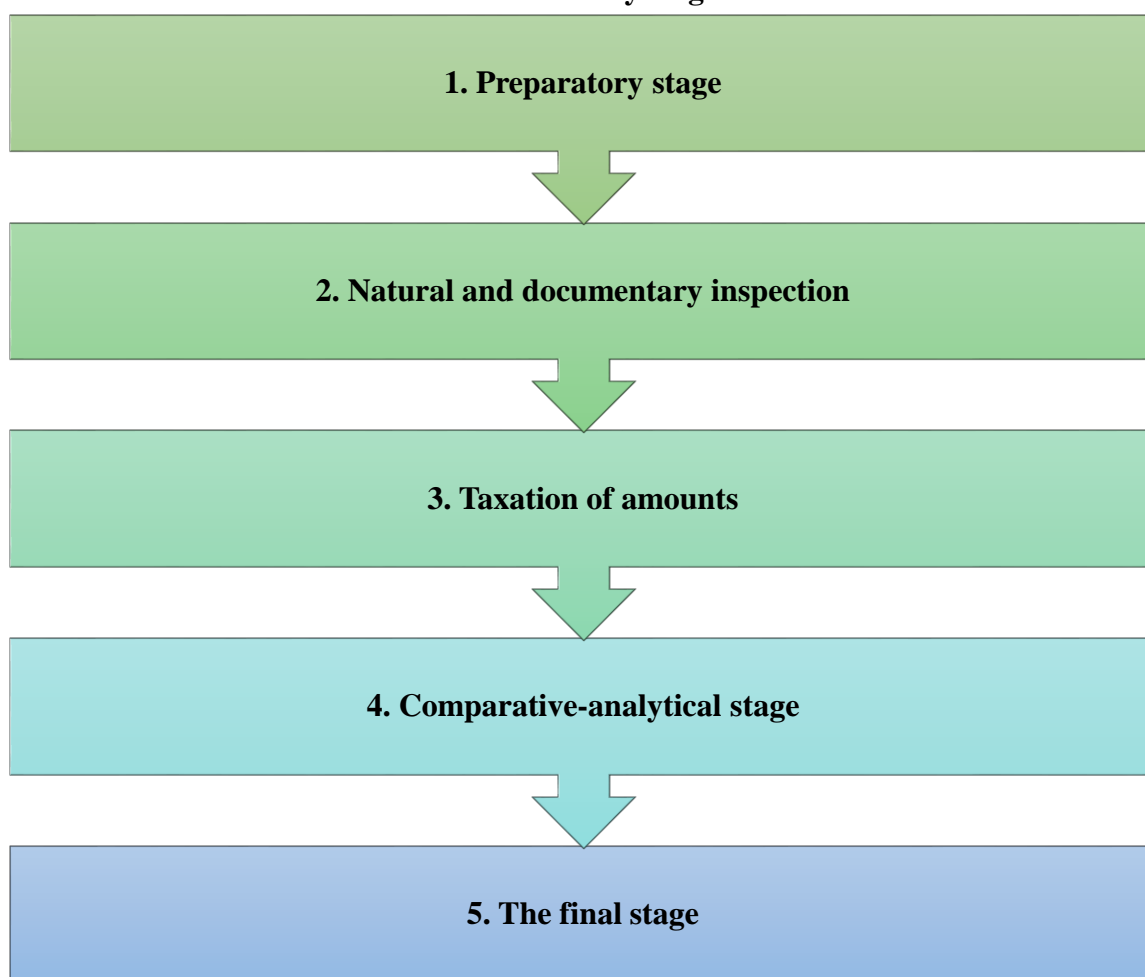 1. Preparatory stage
2. Natural and documentary inspection
3. Taxation of amounts
4. Comparative-analytical stage
5. The final stage